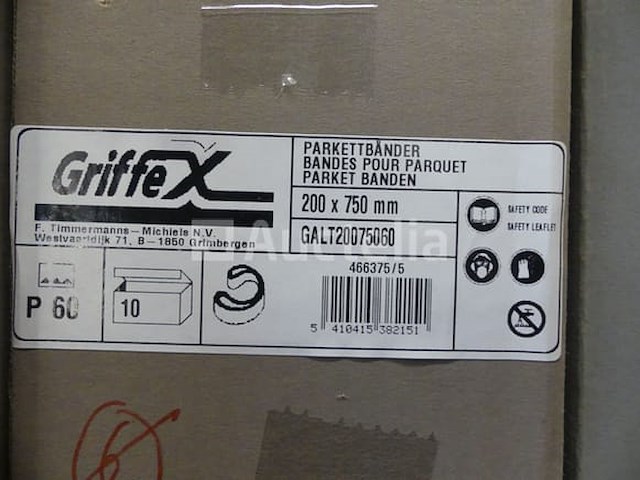 GriffeX
F. Timmermanns - Michiels N.V.
Westvaartdijk 71, B - 1850 Grimbergen
PARKETTBÄNDER
BANDES POUR PARQUET
PARKET BANDEN
200 x 750 mm
GALT20075060
SAFETY CODE
SAFETY LEAFLET
P 60
10
466375/5
5 410415 382151
Auctelia